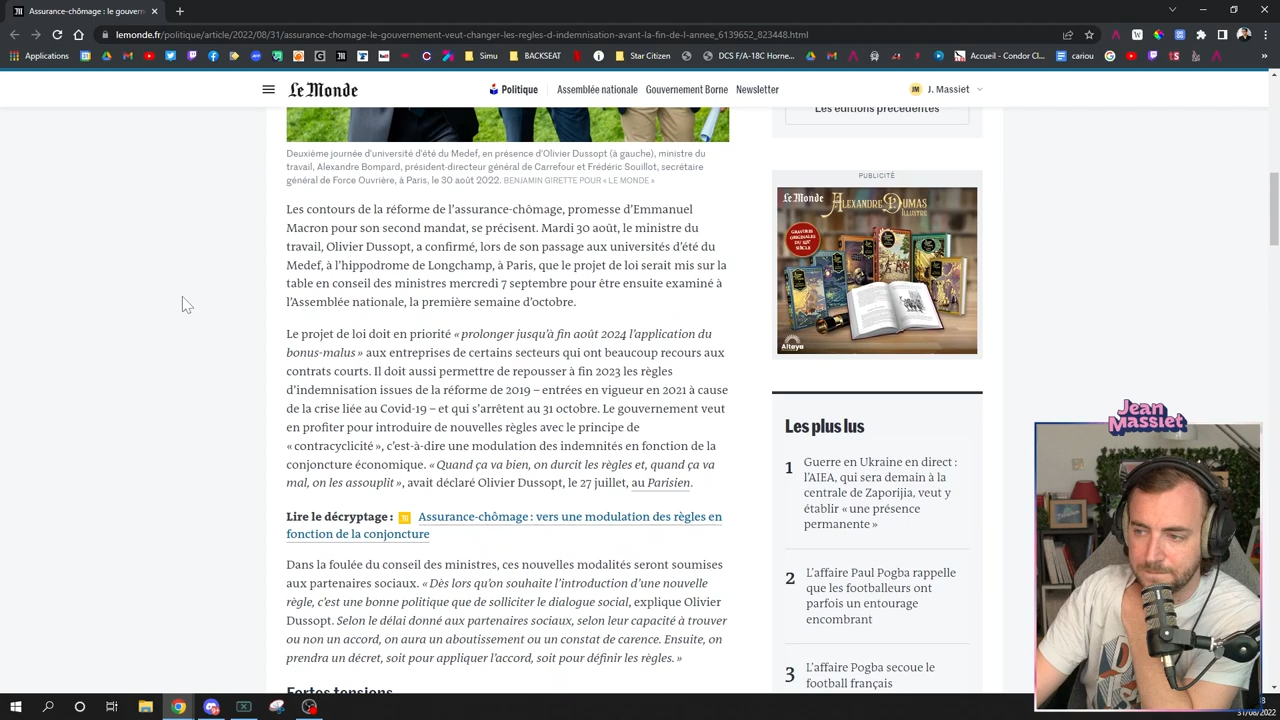 Assurance-chômage : le gouvern
lemonde.fr/politique/article/2022/08/31/assurance-chomage-le-gouvernement-veut-changer-les-regles-d-indemnisation-avant-la-fin-de-l-annee_6139652_823448.html
Applications
Simu
BACKSEAT
Star Citizen
DCS F/A-18C Horne...
Accueil - Condor Cl...
cariou
Le Monde
Politique
Assemblée nationale
Gouvernement Borne
Newsletter
JM
J. Massiet
Les éditions précédentes
Deuxième journée d'université d'été du Medef, en présence d'Olivier Dussopt (à gauche), ministre du
travail, Alexandre Bompard, président-directeur général de Carrefour et Frédéric Souillot, secrétaire
général de Force Ouvrière, à Paris, le 30 août 2022. BENJAMIN GIRETTE POUR « LE MONDE »
Les contours de la réforme de l'assurance-chômage, promesse d'Emmanuel
Macron pour son second mandat, se précisent. Mardi 30 août, le ministre du
travail, Olivier Dussopt, a confirmé, lors de son passage aux universités d'été du
Medef, à l'hippodrome de Longchamp, à Paris, que le projet de loi serait mis sur la
table en conseil des ministres mercredi 7 septembre pour être ensuite examiné à
l'Assemblée nationale, la première semaine d'octobre.
Le projet de loi doit en priorité « prolonger jusqu'à fin août 2024 l'application du
bonus-malus » aux entreprises de certains secteurs qui ont beaucoup recours aux
contrats courts. Il doit aussi permettre de repousser à fin 2023 les règles
d'indemnisation issues de la réforme de 2019 – entrées en vigueur en 2021 à cause
de la crise liée au Covid-19 – et qui s'arrêtent au 31 octobre. Le gouvernement veut
en profiter pour introduire de nouvelles règles avec le principe de
« contracyclicité », c'est-à-dire une modulation des indemnités en fonction de la
conjoncture économique. « Quand ça va bien, on durcit les règles et, quand ça va
mal, on les assouplit », avait déclaré Olivier Dussopt, le 27 juillet, au Parisien.
Lire le décryptage : Assurance-chômage : vers une modulation des règles en
fonction de la conjoncture
Dans la foulée du conseil des ministres, ces nouvelles modalités seront soumises
aux partenaires sociaux. « Dès lors qu'on souhaite l'introduction d'une nouvelle
règle, c'est une bonne politique que de solliciter le dialogue social, explique Olivier
Dussopt. Selon le délai donné aux partenaires sociaux, selon leur capacité à trouver
ou non un accord, on aura un aboutissement ou un constat de carence. Ensuite, on
prendra un décret, soit pour appliquer l'accord, soit pour définir les règles. »
Fortes tensions
PUBLICITÉ
Le Monde
ALEXANDRE DUMAS
ILLUSTRÉ
GRAVURES
ORIGINALES
DU XIXe
SIÈCLE
Altaya
Les plus lus
1
Guerre en Ukraine en direct :
l'AIEA, qui sera demain à la
centrale de Zaporijia, veut y
établir « une présence
permanente »
2
L'affaire Paul Pogba rappelle
que les footballeurs ont
parfois un entourage
encombrant
3
L'affaire Pogba secoue le
football français
Jean
Massiet
31/08/2022